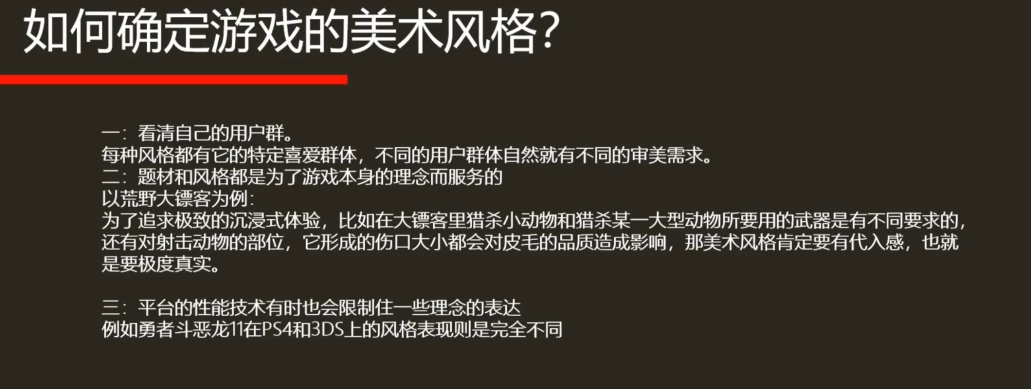 如何确定游戏的美术风格？
一：看清自己的用户群。
每种风格都有它的特定喜爱群体，不同的用户群体自然就有不同的审美需求。
二：题材和风格都是为了游戏本身的理念而服务的
以荒野大镖客为例：
为了追求极致的沉浸式体验，比如在大镖客里猎杀小动物和猎杀某一大型动物所要用的武器是有不同要求的，
还有对射击动物的部位，它形成的伤口大小都会对皮毛的品质造成影响，那美术风格肯定要有代入感，也就
是要极度真实。
三：平台的性能技术有时也会限制住一些理念的表达
例如勇者斗恶龙11在PS4和3DS上的风格表现则是完全不同